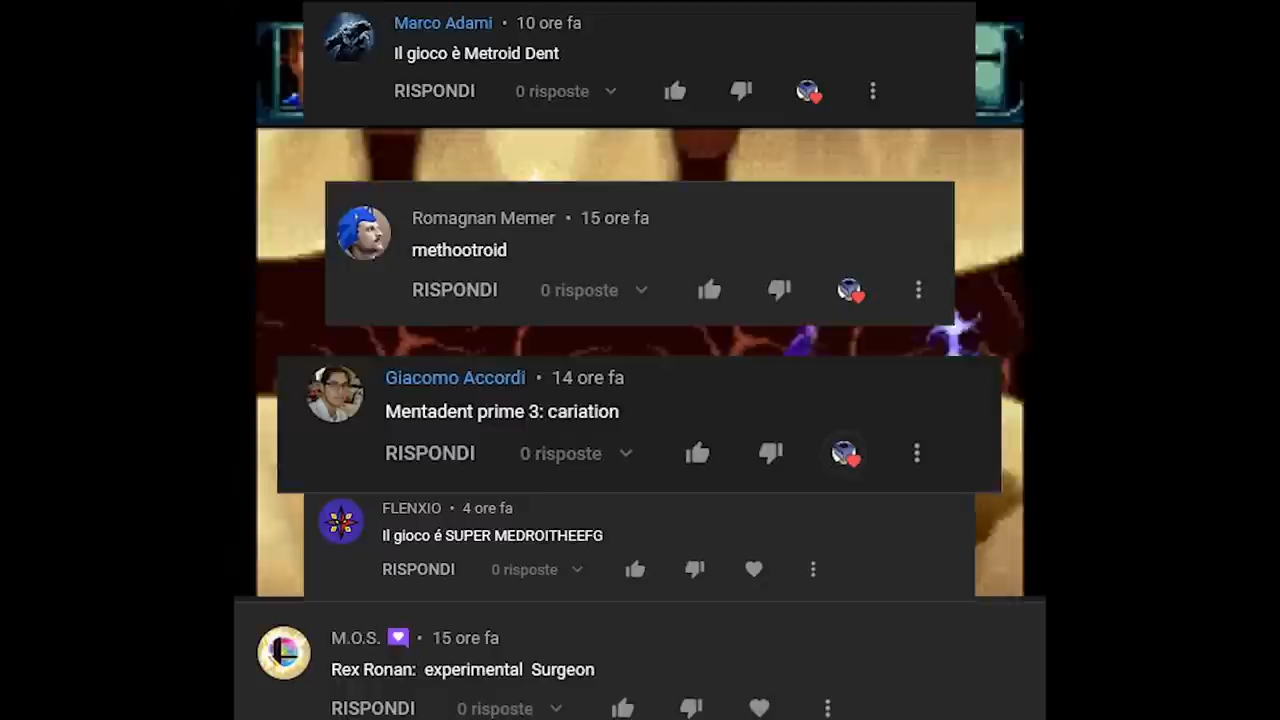 Marco Adami • 10 ore fa
Il gioco è Metroid Dent
RISPONDI 0 risposte
Romagnan Memer • 15 ore fa
methootroid
RISPONDI 0 risposte
Giacomo Accordi • 14 ore fa
Mentadent prime 3: cariation
RISPONDI 0 risposte
FLENXIO • 4 ore fa
Il gioco é SUPER MEDROITHEEFG
RISPONDI 0 risposte
M.O.S. • 15 ore fa
Rex Ronan: experimental Surgeon
RISPONDI 0 risposte